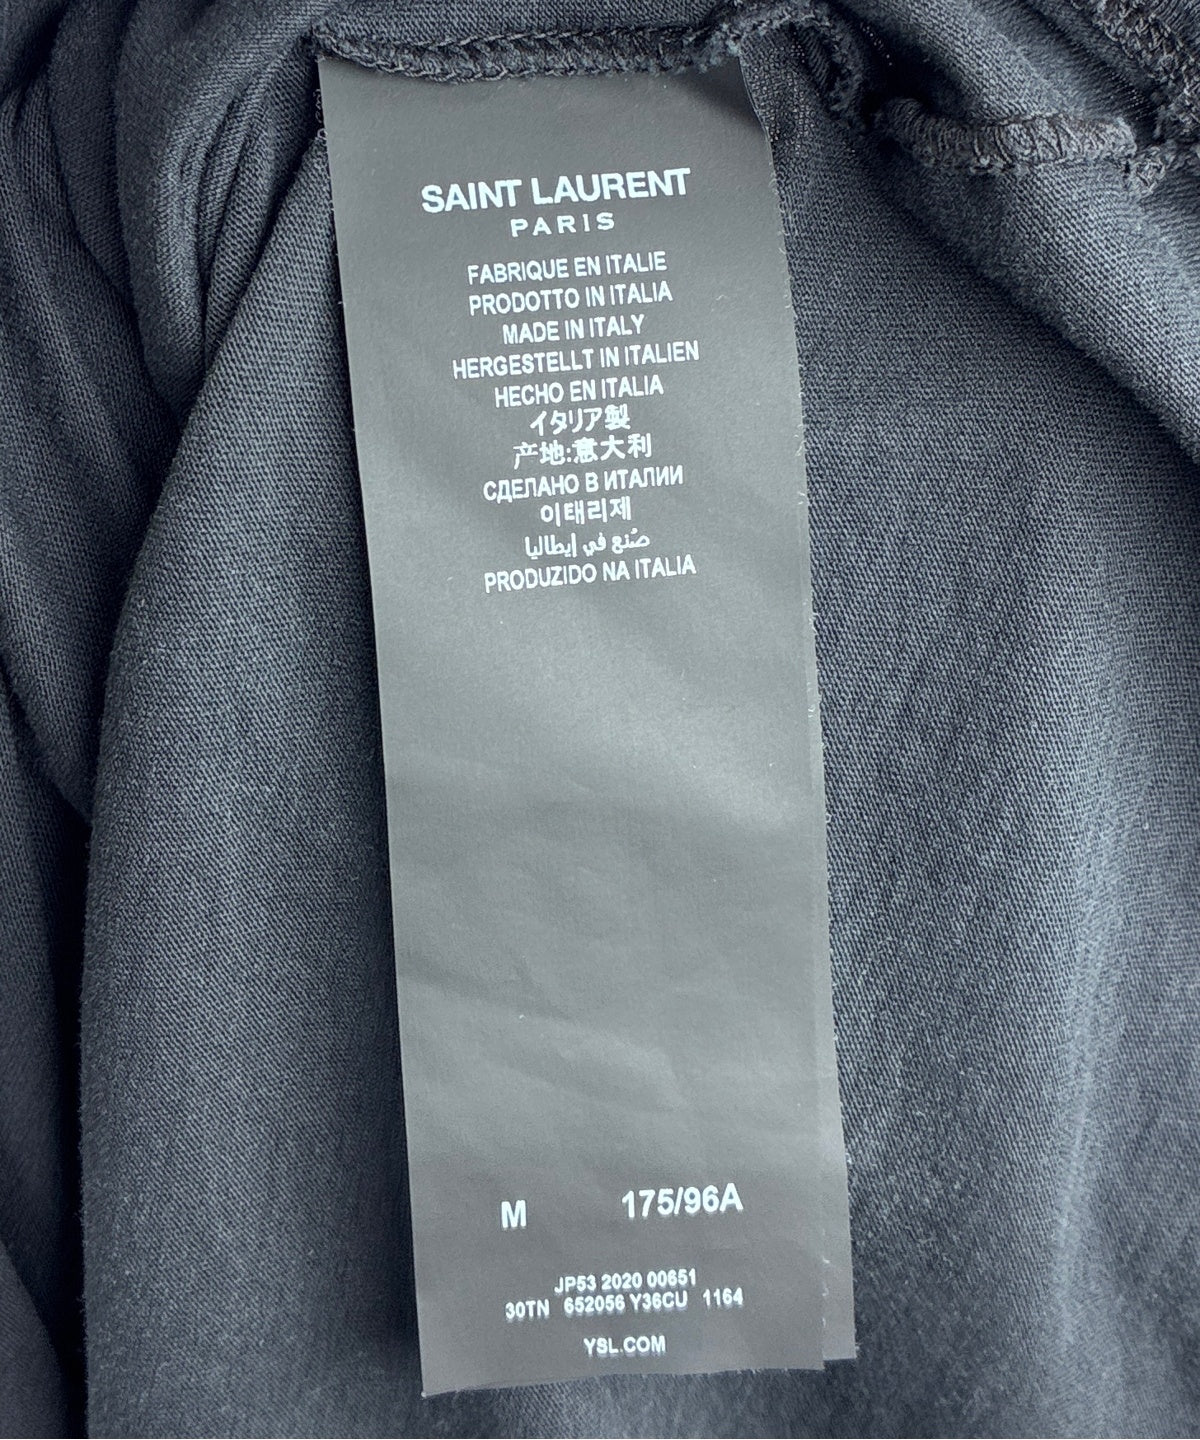 SAINT LAURENT
PARIS
FABRIQUE EN ITALIE
PRODOTTO IN ITALIA
MADE IN ITALY
HERGESTELLT IN ITALIEN
HECHO EN ITALIA
イタリア製
产地:意大利
СДЕЛАНО В ИТАЛИИ
이태리제
صُنع في إيطاليا
PRODUZIDO NA ITALIA
M 175/96A
JP53 2020 00651
30TN 652056 Y36CU 1164
YSL.COM